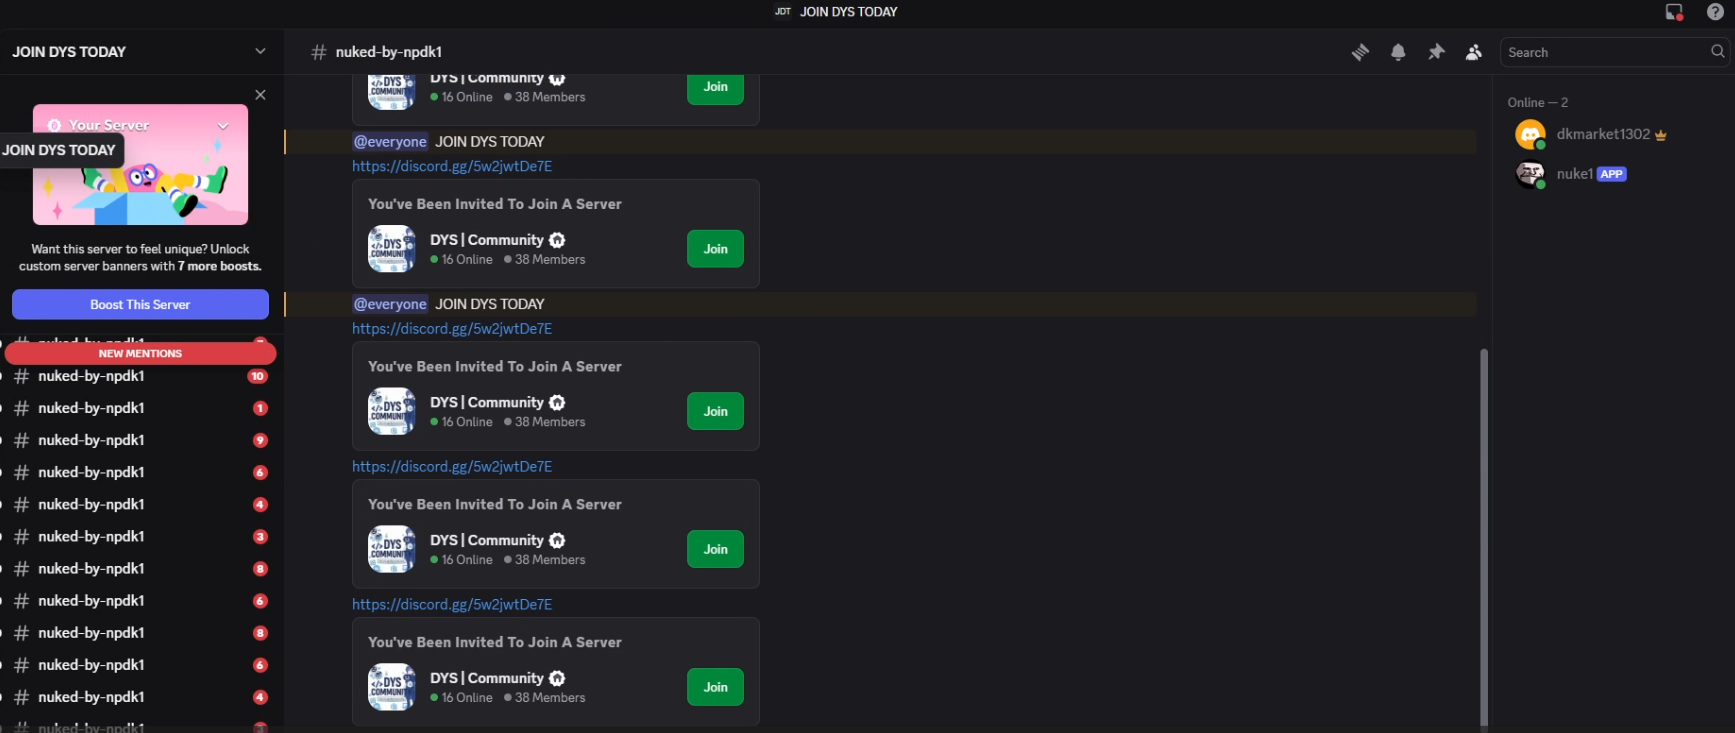 JDT JOIN DYS TODAY
JOIN DYS TODAY
Your Server
JOIN DYS TODAY
Want this server to feel unique? Unlock
custom server banners with 7 more boosts.
Boost This Server
NEW MENTIONS
# nuked-by-npdk1 10
# nuked-by-npdk1 1
# nuked-by-npdk1 9
# nuked-by-npdk1 6
# nuked-by-npdk1 4
# nuked-by-npdk1 3
# nuked-by-npdk1 8
# nuked-by-npdk1 6
# nuked-by-npdk1 8
# nuked-by-npdk1 6
# nuked-by-npdk1 4
# nuked-by-npdk1
# nuked-by-npdk1
DYS | Community
16 Online 38 Members
Join
@everyone JOIN DYS TODAY
https://discord.gg/5w2jwtDe7E
You've Been Invited To Join A Server
DYS | Community
16 Online 38 Members
Join
@everyone JOIN DYS TODAY
https://discord.gg/5w2jwtDe7E
You've Been Invited To Join A Server
DYS | Community
16 Online 38 Members
Join
https://discord.gg/5w2jwtDe7E
You've Been Invited To Join A Server
DYS | Community
16 Online 38 Members
Join
https://discord.gg/5w2jwtDe7E
You've Been Invited To Join A Server
DYS | Community
16 Online 38 Members
Join
Search
Online — 2
dkmarket1302
nuke1 APP